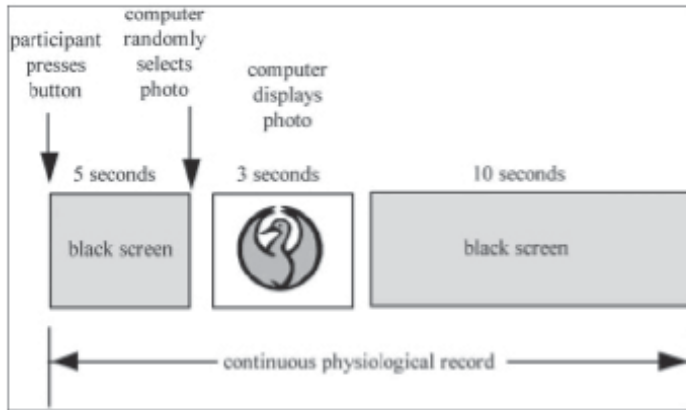 participant
presses
button
computer
randomly
selects
photo
computer
displays
photo
5 seconds
3 seconds
10 seconds
black screen
black screen
continuous physiological record